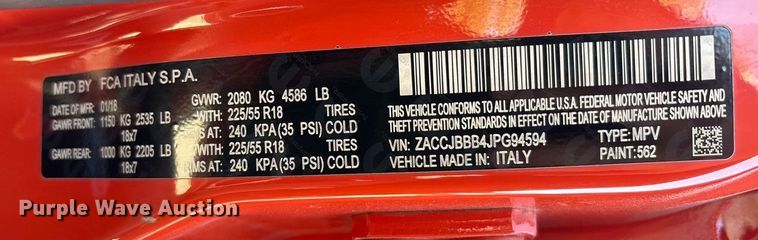 MFD BY FCA ITALY S.P.A.
DATE OF MFR 01/18 GVWR: 2080 KG 4586 LB
GAWR FRONT: 1150 KG 2535 LB WITH 225/55 R18 TIRES
18x7 RIMS AT: 240 KPA (35 PSI) COLD
GAWR REAR: 1000 KG 2205 LB WITH 225/55 R18 TIRES
18x7 RIMS AT: 240 KPA (35 PSI) COLD
THIS VEHICLE CONFORMS TO ALL APPLICABLE U.S.A. FEDERAL MOTOR VEHICLE SAFETY AND
THEFT PREVENTION STANDARDS IN EFFECT ON THE DATE OF MANUFACTURE SHOWN ABOVE.
VIN: ZACCJBBB4JPG94594 TYPE: MPV
VEHICLE MADE IN: ITALY PAINT: 562
Purple Wave Auction